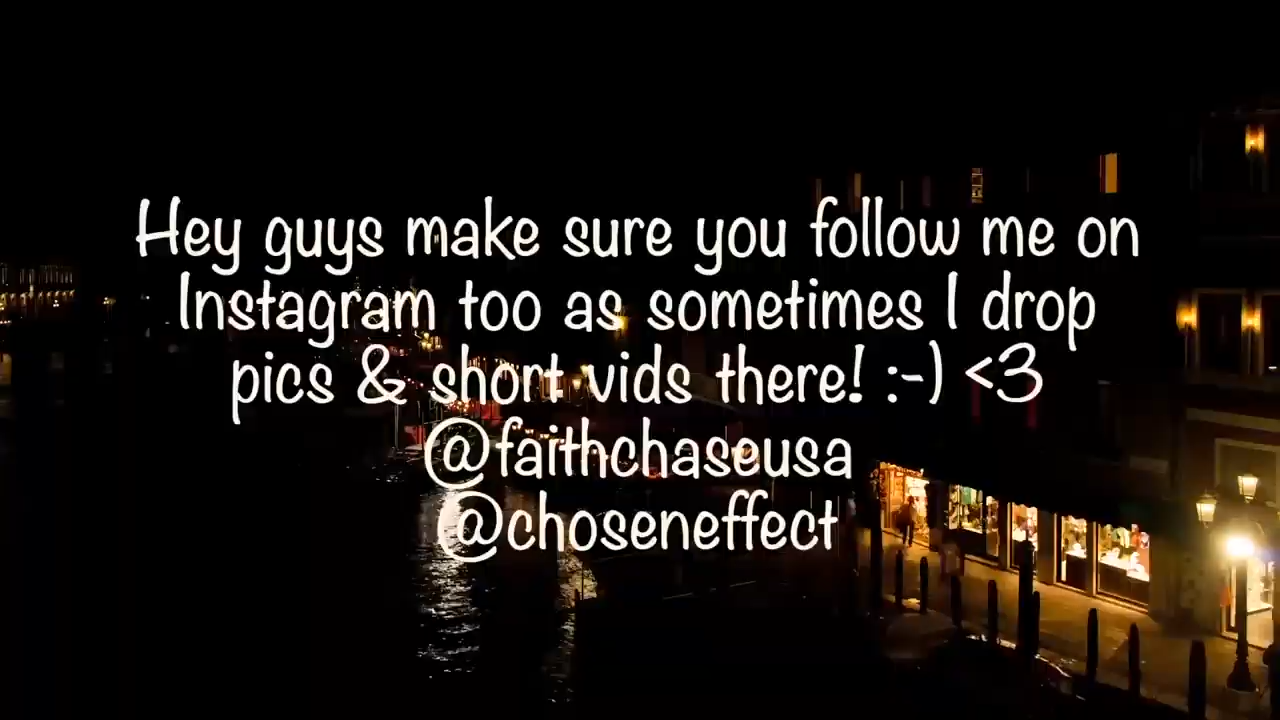 Hey guys make sure you follow me on
Instagram too as sometimes I drop
pics & short vids there! :-) <3
@faithchaseusa
@choseneffect